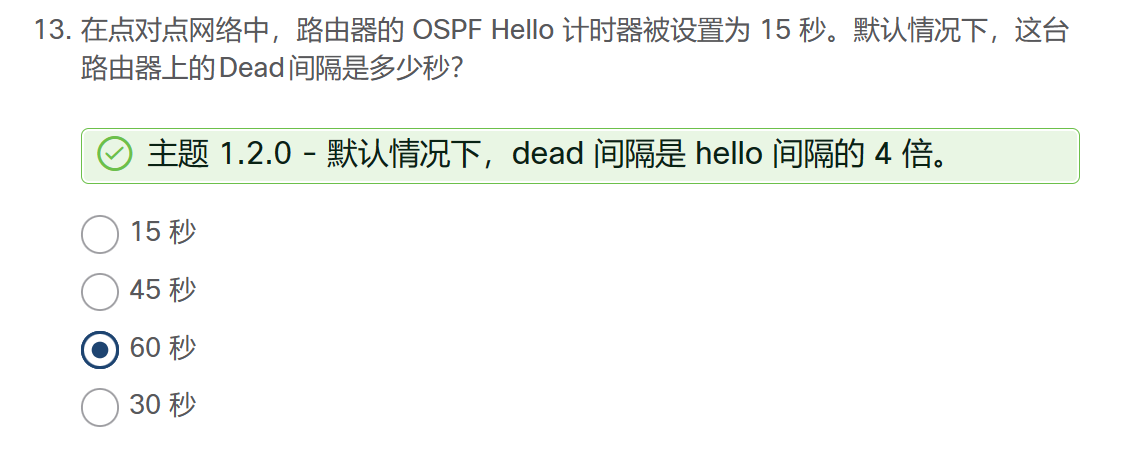 13. 在点对点网络中，路由器的 OSPF Hello 计时器被设置为 15 秒。默认情况下，这台
路由器上的Dead间隔是多少秒？
主题 1.2.0 - 默认情况下，dead 间隔是 hello 间隔的 4 倍。
15 秒
45 秒
60 秒
30 秒